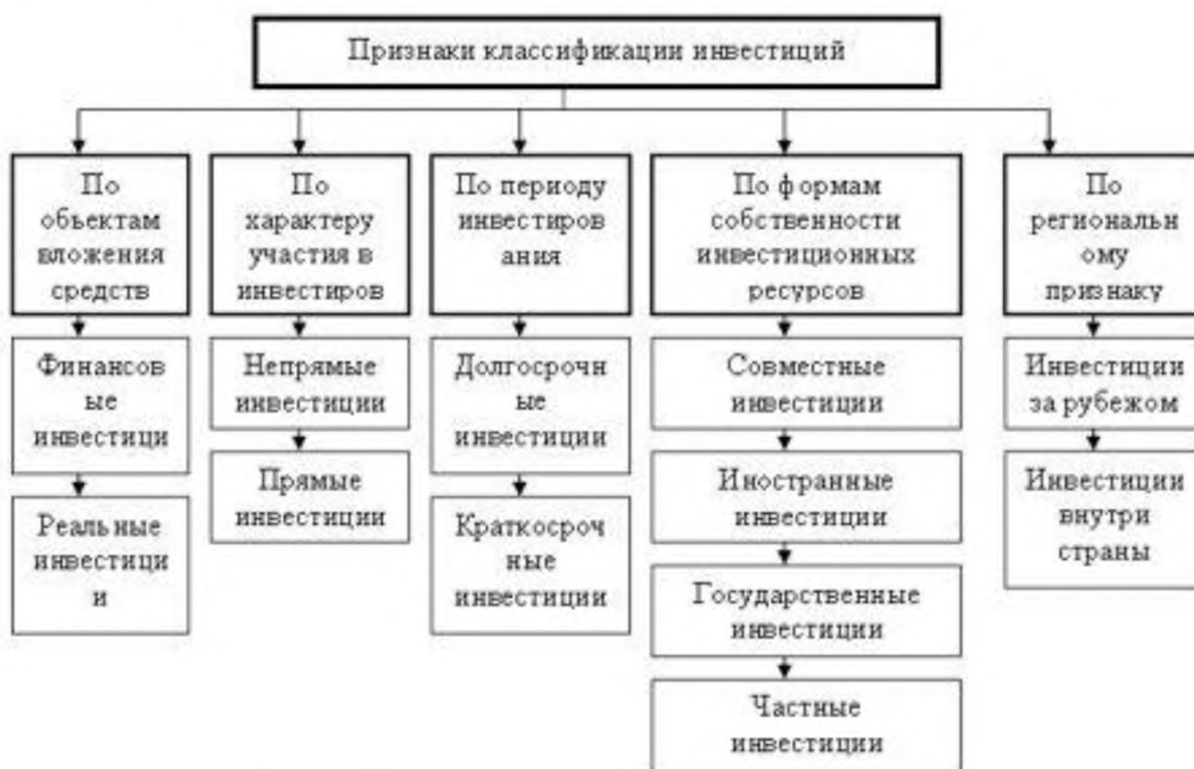 Признаки классификации инвестиций
По
объектам
вложения
средств
Финансов
ые
инвестици
Реальные
инвестици
и
По
характеру
участия в
инвестиров
Непрямые
инвестиции
Прямые
инвестиции
По периоду
инвестиров
ания
Долгосрочн
ые
инвестиции
Краткосроч
ные
инвестиции
По формам
собственности
инвестиционных
ресурсов
Совместные
инвестиции
Иностранные
инвестиции
Государственные
инвестиции
Частные
инвестиции
По
региональн
ому
признаку
Инвестиции
за рубежом
Инвестиции
внутри
страны